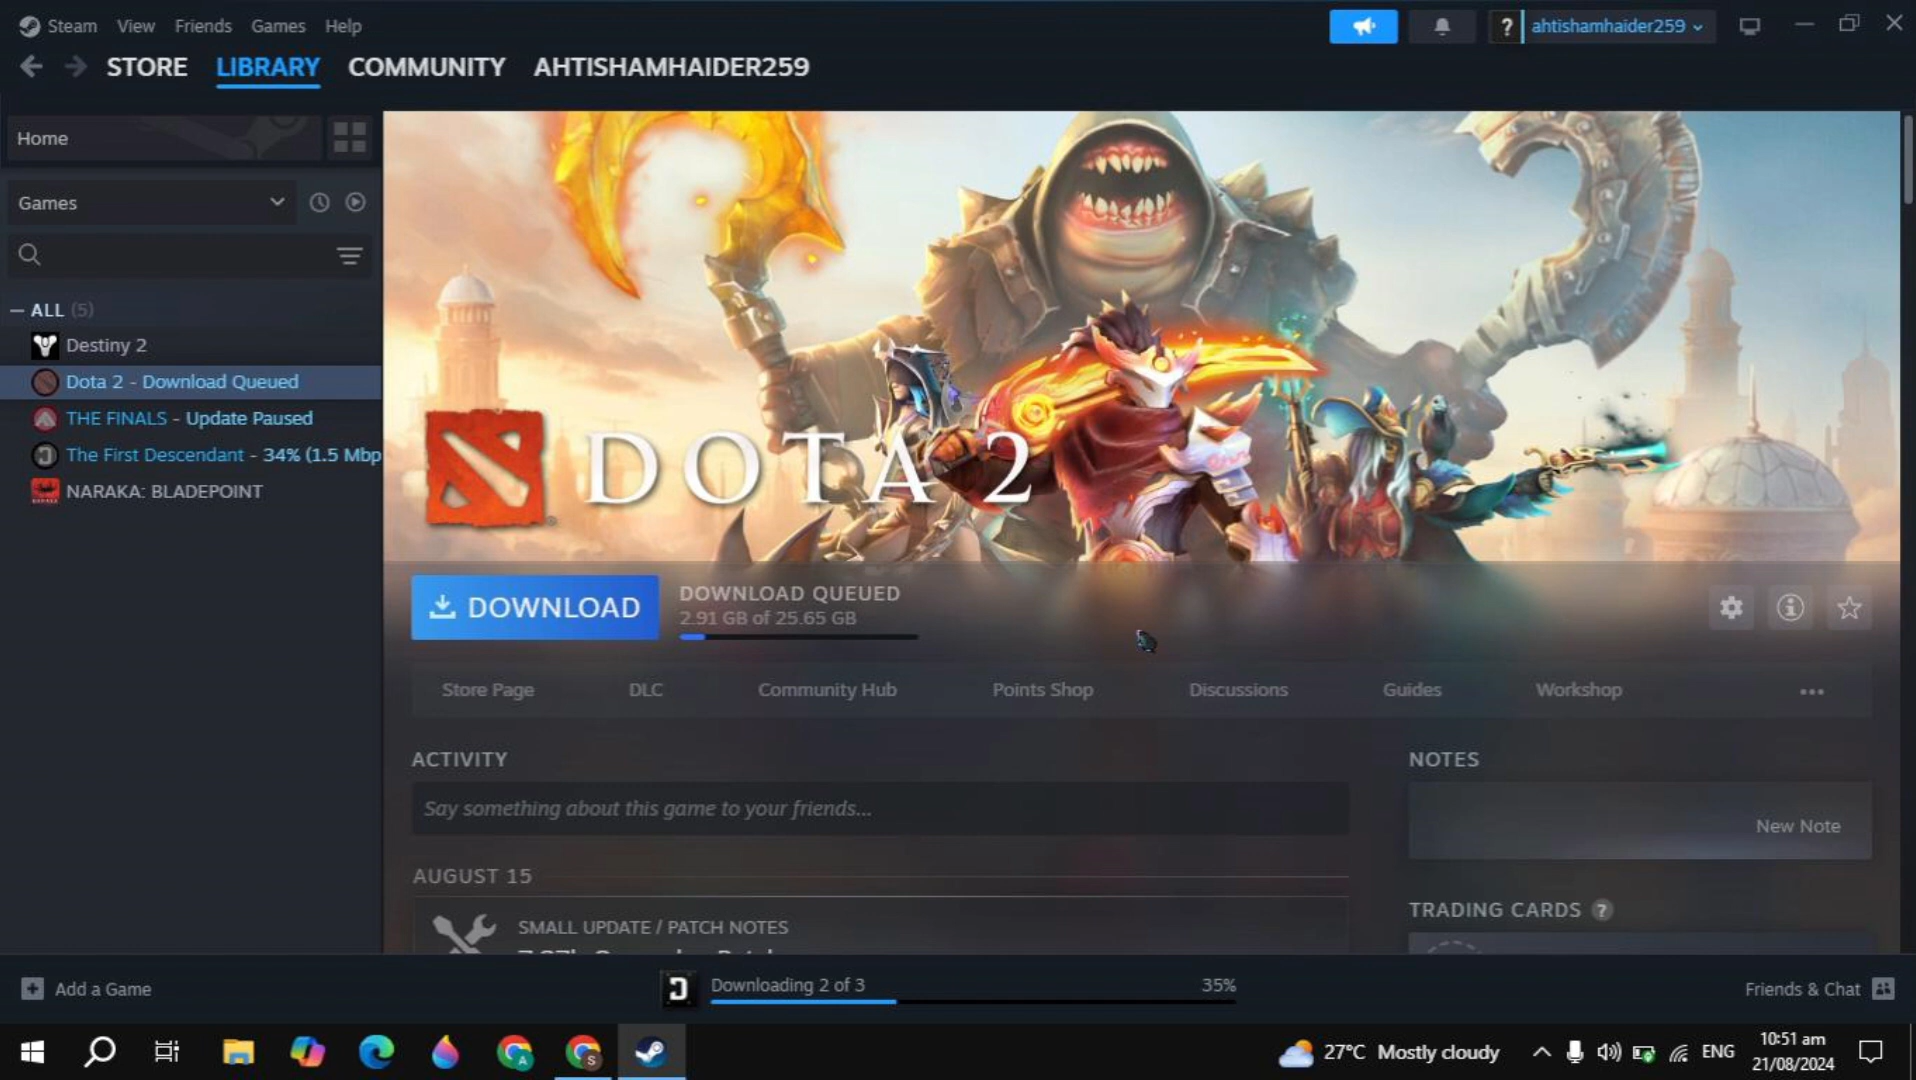 Steam View Friends Games Help
? ahtishamhaider259
STORE LIBRARY COMMUNITY AHTISHAMHAIDER259
Home
Games
ALL (5)
Destiny 2
Dota 2 - Download Queued
THE FINALS - Update Paused
The First Descendant - 34% (1.5 Mbp
NARAKA: BLADEPOINT
DOTA 2
DOWNLOAD
DOWNLOAD QUEUED
2.91 GB of 25.65 GB
Store Page DLC Community Hub Points Shop Discussions Guides Workshop
ACTIVITY
Say something about this game to your friends...
AUGUST 15
SMALL UPDATE / PATCH NOTES
NOTES
New Note
TRADING CARDS ?
Add a Game
Downloading 2 of 3 35%
Friends & Chat
27°C Mostly cloudy
ENG
10:51 am
21/08/2024